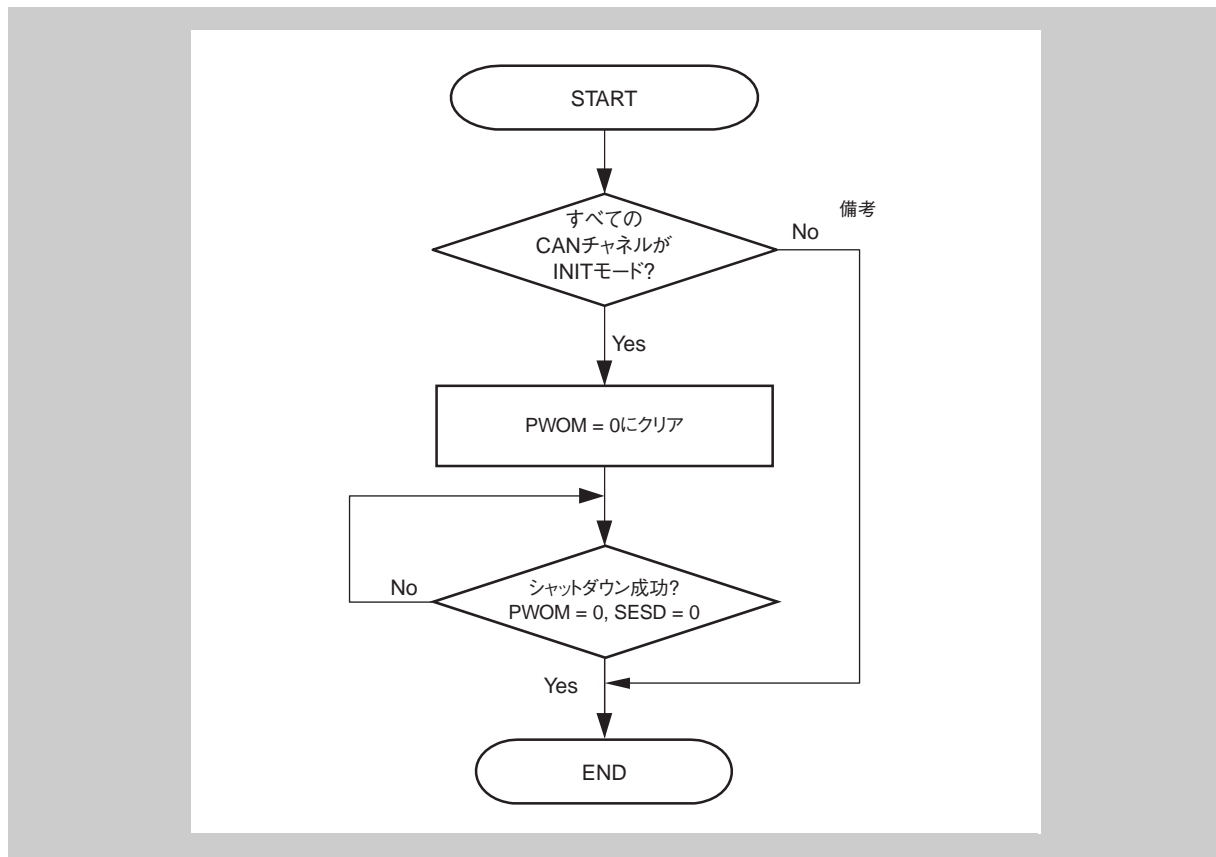 START
すべての
CANチャネルが
INITモード?
備考
No
Yes
PWOM = 0にクリア
No
シャットダウン成功?
PWOM = 0, SESD = 0
Yes
END